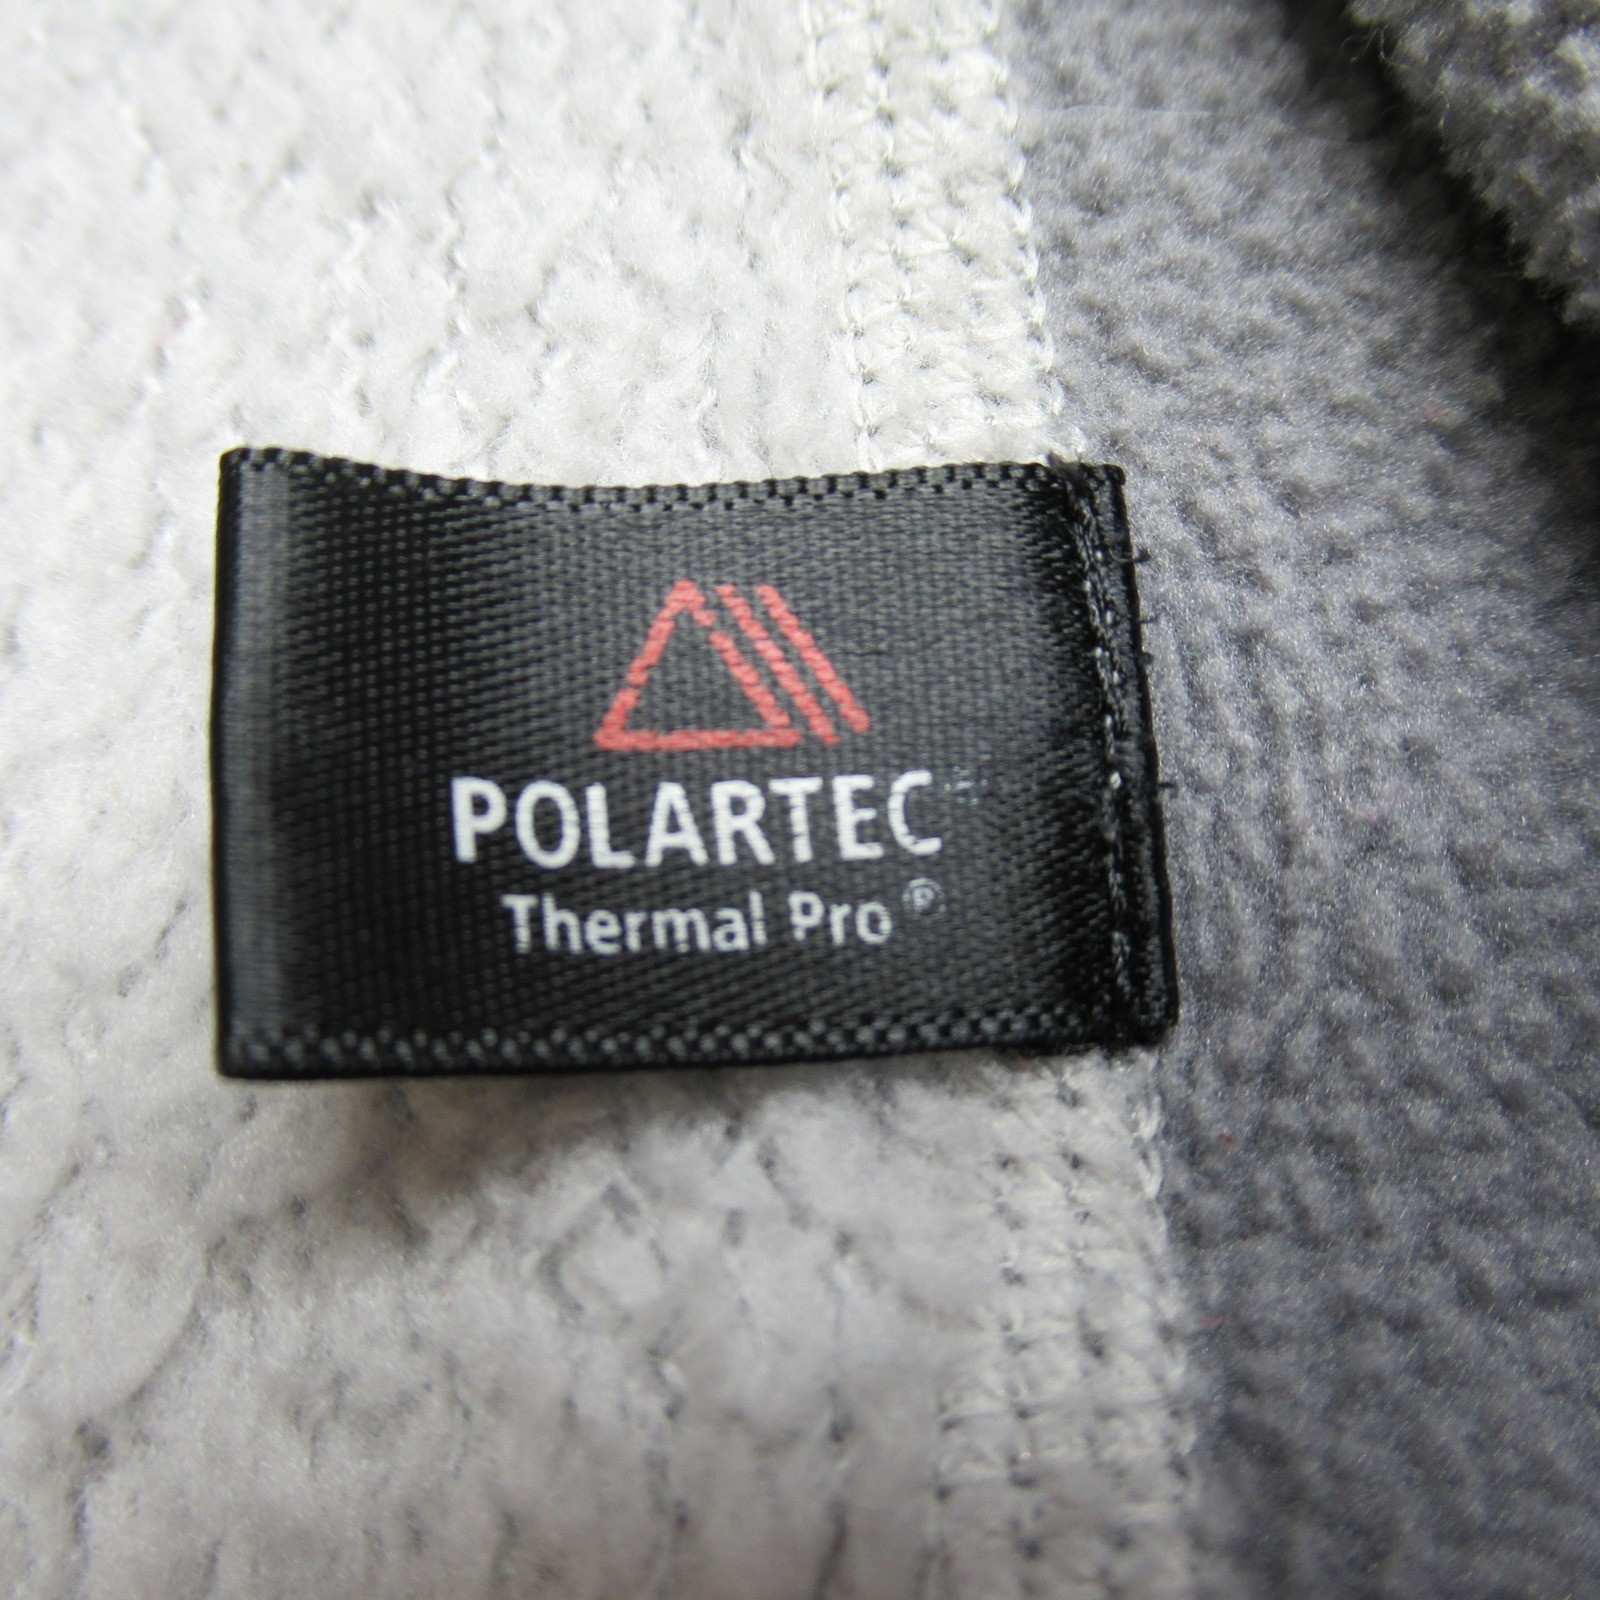 POLARTEC
Thermal Pro ®